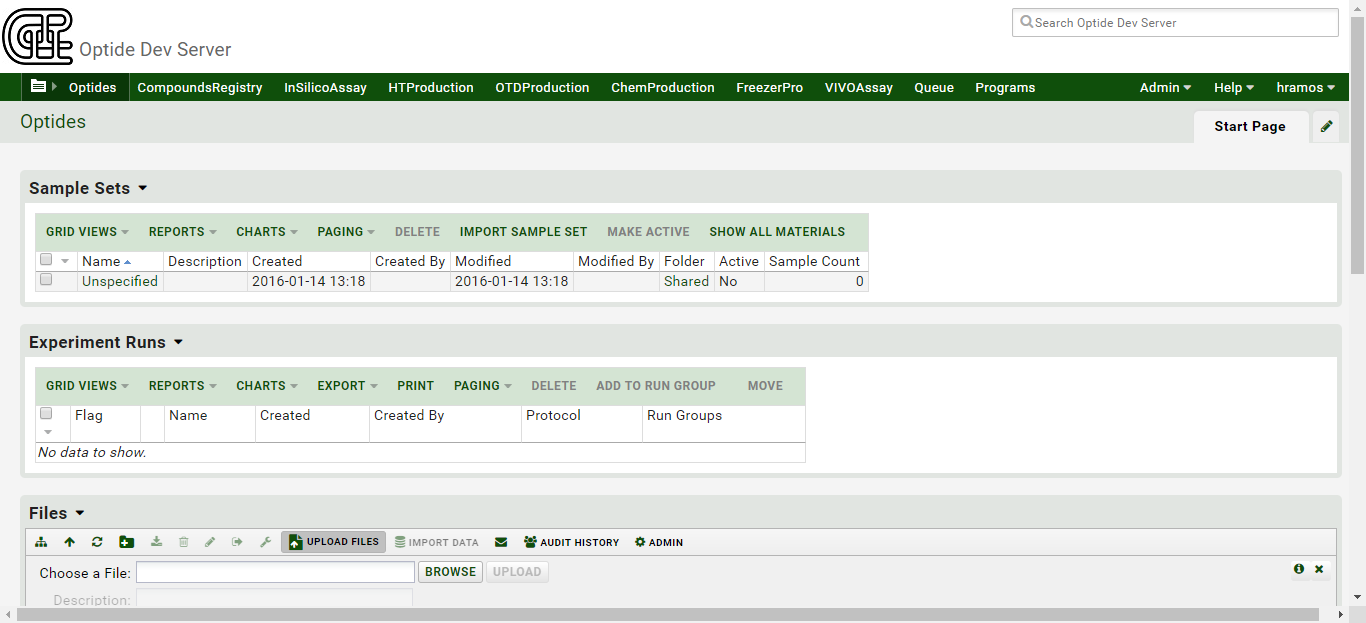 Optide Dev Server
Search Optide Dev Server
Optides CompoundsRegistry InSilicoAssay HTProduction OTDProduction ChemProduction FreezerPro VIVOAssay Queue Programs Admin Help hramos
Optides
Start Page
Sample Sets
GRID VIEWS REPORTS CHARTS PAGING DELETE IMPORT SAMPLE SET MAKE ACTIVE SHOW ALL MATERIALS
Name Description Created Created By Modified Modified By Folder Active Sample Count
Unspecified 2016-01-14 13:18 2016-01-14 13:18 Shared No 0
Experiment Runs
GRID VIEWS REPORTS CHARTS EXPORT PRINT PAGING DELETE ADD TO RUN GROUP MOVE
Flag Name Created Created By Protocol Run Groups
No data to show.
Files
UPLOAD FILES IMPORT DATA AUDIT HISTORY ADMIN
Choose a File: BROWSE UPLOAD
Description: